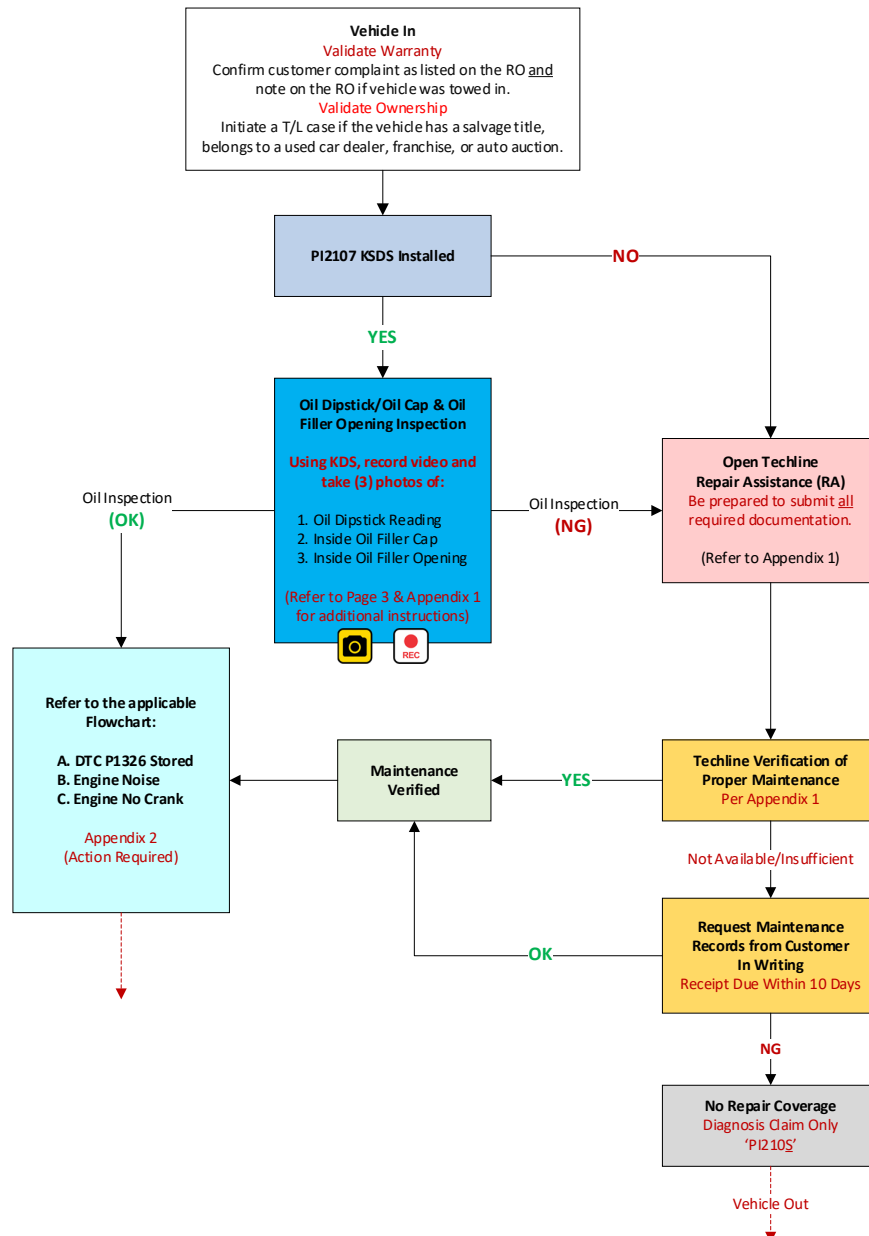 Vehicle In
Validate Warranty
Confirm customer complaint as listed on the RO and
note on the RO if vehicle was towed in.
Validate Ownership
Initiate a T/L case if the vehicle has a salvage title,
belongs to a used car dealer, franchise, or auto auction.
PI2107 KSDS Installed
NO
YES
Oil Dipstick/Oil Cap & Oil
Filler Opening Inspection
Using KDS, record video and
take (3) photos of:
1. Oil Dipstick Reading
2. Inside Oil Filler Cap
3. Inside Oil Filler Opening
(Refer to Page 3 & Appendix 1
for additional instructions)
REC
Oil Inspection
(OK)
Oil Inspection
(NG)
Open Techline
Repair Assistance (RA)
Be prepared to submit all
required documentation.
(Refer to Appendix 1)
Refer to the applicable
Flowchart:
A. DTC P1326 Stored
B. Engine Noise
C. Engine No Crank
Appendix 2
(Action Required)
Maintenance
Verified
YES
Techline Verification of
Proper Maintenance
Per Appendix 1
Not Available/Insufficient
OK
Request Maintenance
Records from Customer
In Writing
Receipt Due Within 10 Days
NG
No Repair Coverage
Diagnosis Claim Only
‘PI210S’
Vehicle Out